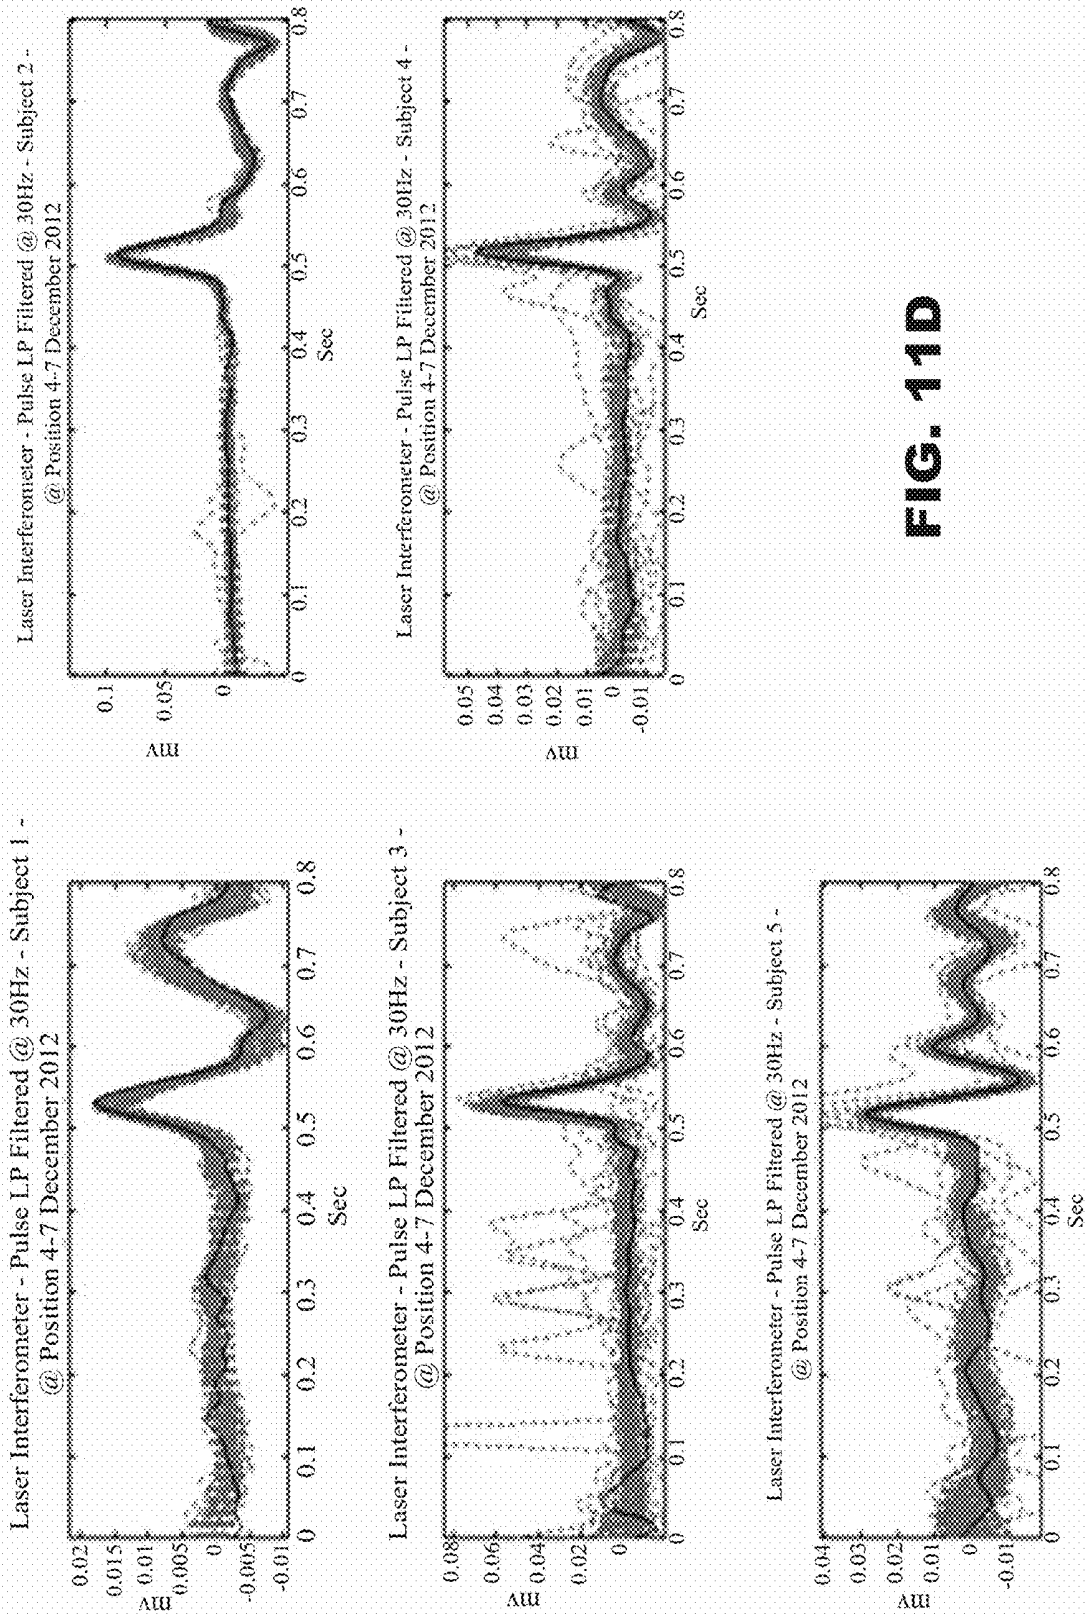 Laser Interferometer - Pulse LP Filtered @ 30Hz - Subject 1 -
@ Position 4-7 December 2012
mv
0.02
0.015
0.01
0.005
0
-0.005
-0.01
0 0.1 0.2 0.3 0.4 0.5 0.6 0.7 0.8
Sec
Laser Interferometer - Pulse LP Filtered @ 30Hz - Subject 2 -
@ Position 4-7 December 2012
mv
0.1
0.05
0
0 0.1 0.2 0.3 0.4 0.5 0.6 0.7 0.8
Sec
Laser Interferometer - Pulse LP Filtered @ 30Hz - Subject 3 -
@ Position 4-7 December 2012
mv
0.08
0.06
0.04
0.02
0
0 0.1 0.2 0.3 0.4 0.5 0.6 0.7 0.8
Sec
Laser Interferometer - Pulse LP Filtered @ 30Hz - Subject 4 -
@ Position 4-7 December 2012
mv
0.05
0.04
0.03
0.02
0.01
0
-0.01
0 0.1 0.2 0.3 0.4 0.5 0.6 0.7 0.8
Sec
Laser Interferometer - Pulse LP Filtered @ 30Hz - Subject 5 -
@ Position 4-7 December 2012
mv
0.04
0.03
0.01
0
-0.01
0 0.1 0.2 0.3 0.4 0.5 0.6 0.7 0.8
Sec
FIG. 11D